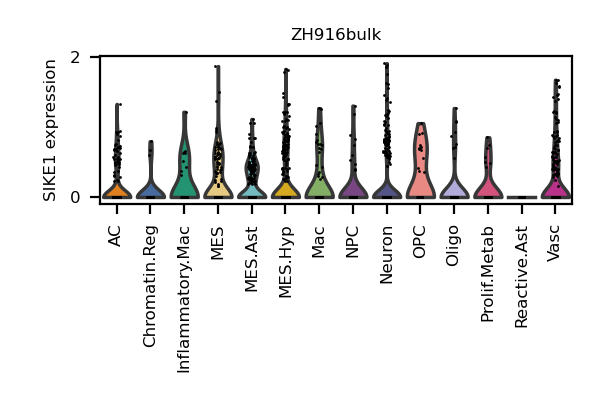 ZH916bulk
SIKE1 expression
2
0
AC
Chromatin.Reg
Inflammatory.Mac
MES
MES.Ast
MES.Hyp
Mac
NPC
Neuron
OPC
Oligo
Prolif.Metab
Reactive.Ast
Vasc